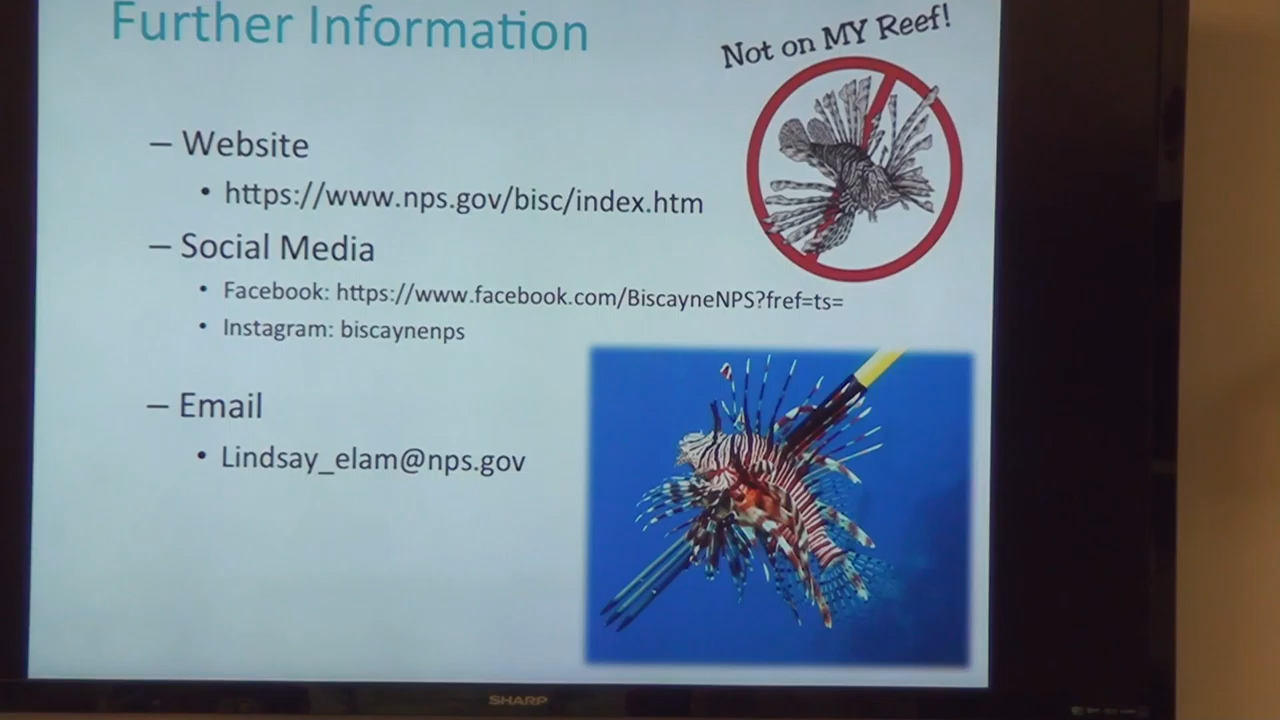 Further Information
Not on MY Reef!
– Website
• https://www.nps.gov/bisc/index.htm
– Social Media
• Facebook: https://www.facebook.com/BiscayneNPS?fref=ts=
• Instagram: biscaynenps
– Email
• Lindsay_elam@nps.gov
SHARP